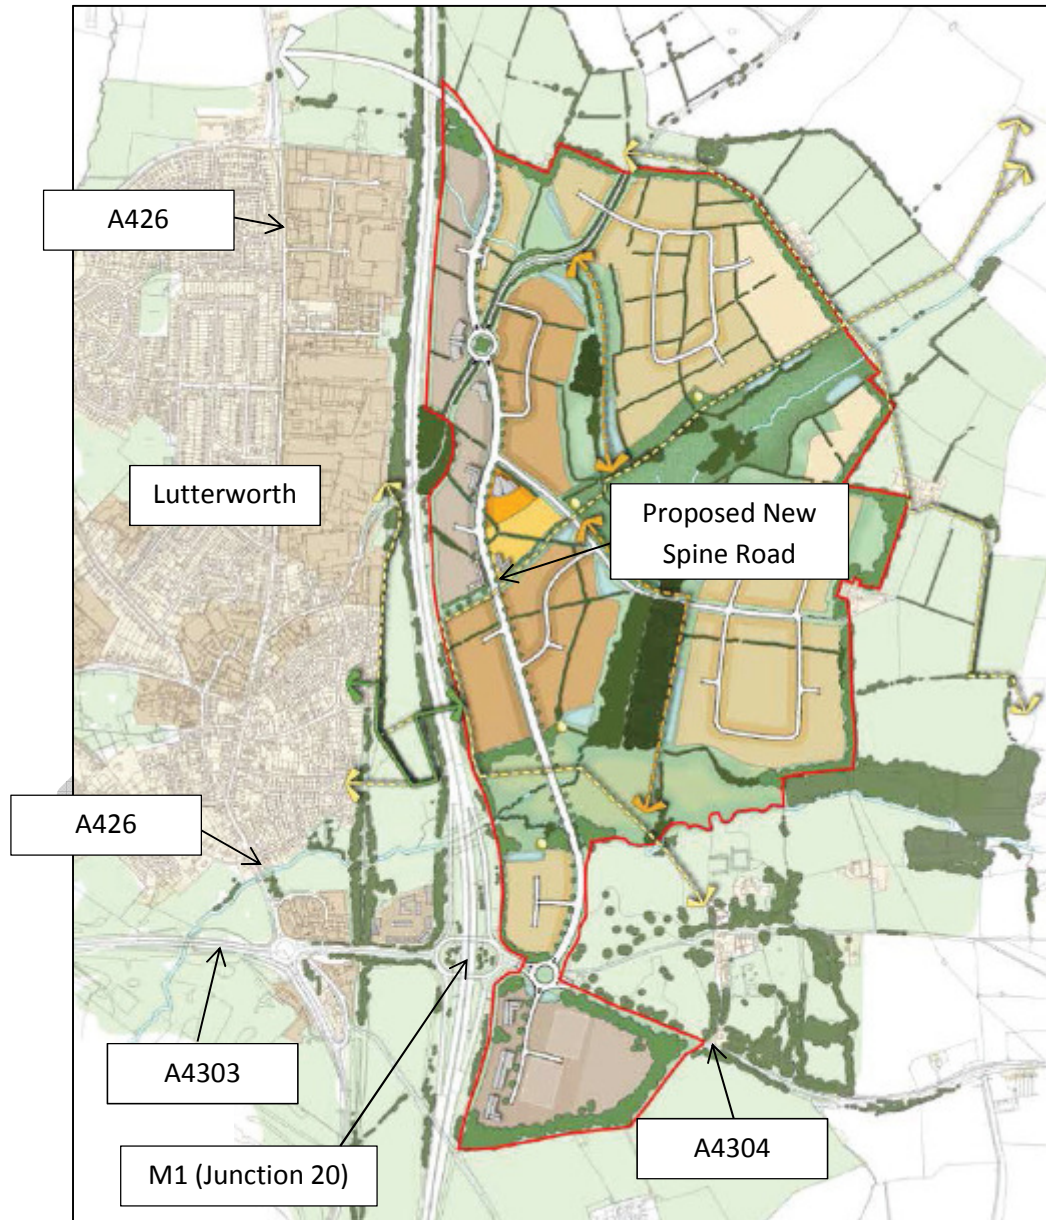 A426
Lutterworth
Proposed New
Spine Road
A426
A4303
M1 (Junction 20)
A4304